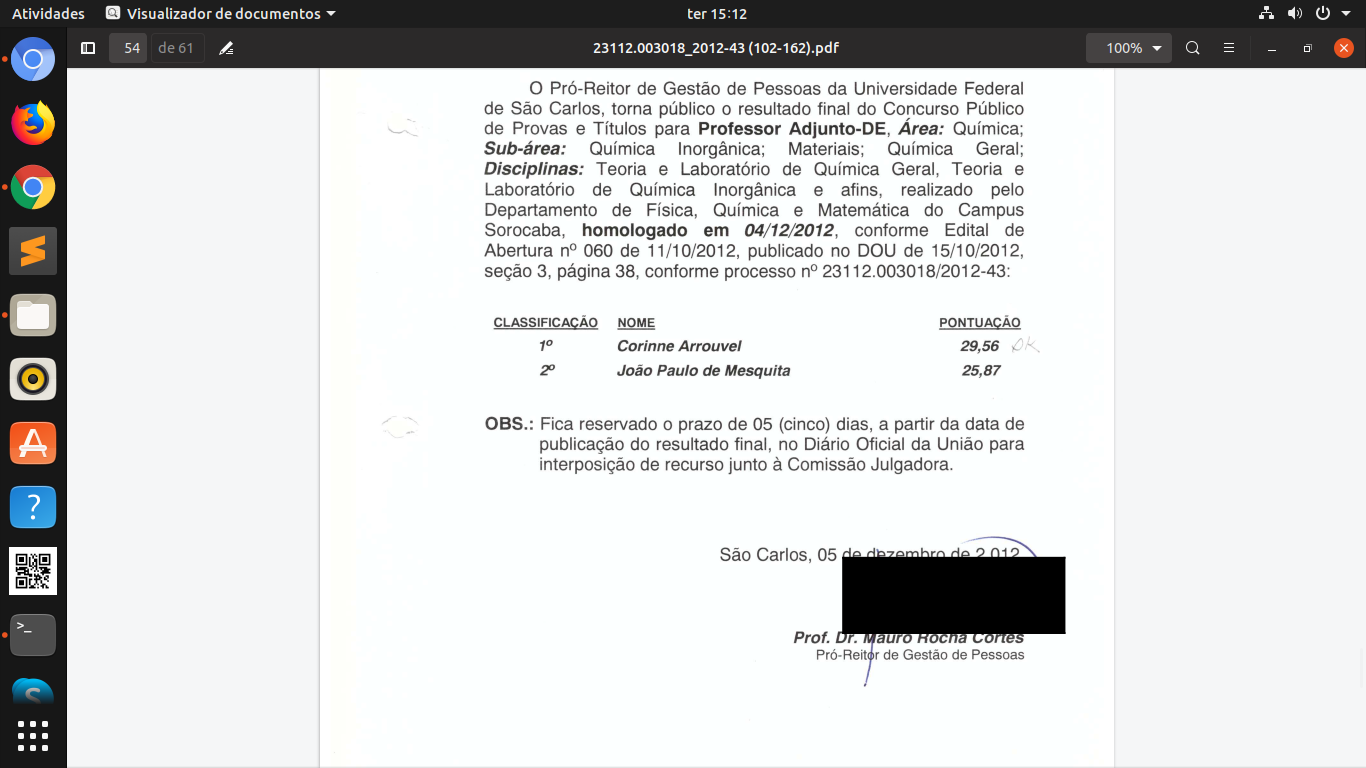 Atividades Visualizador de documentos ter 15:12
54 de 61 23112.003018_2012-43 (102-162).pdf 100%
O Pró-Reitor de Gestão de Pessoas da Universidade Federal
de São Carlos, torna público o resultado final do Concurso Público
de Provas e Títulos para Professor Adjunto-DE, Área: Química;
Sub-área: Química Inorgânica; Materiais; Química Geral;
Disciplinas: Teoria e Laboratório de Química Geral, Teoria e
Laboratório de Química Inorgânica e afins, realizado pelo
Departamento de Física, Química e Matemática do Campus
Sorocaba, homologado em 04/12/2012, conforme Edital de
Abertura nº 060 de 11/10/2012, publicado no DOU de 15/10/2012,
seção 3, página 38, conforme processo nº 23112.003018/2012-43:
CLASSIFICAÇÃO NOME PONTUAÇÃO
1º Corinne Arrouvel 29,56 OK
2º João Paulo de Mesquita 25,87
OBS.: Fica reservado o prazo de 05 (cinco) dias, a partir da data de
publicação do resultado final, no Diário Oficial da União para
interposição de recurso junto à Comissão Julgadora.
São Carlos, 05 de dezembro de 2.012
Prof. Dr. Mauro Rocha Cortês
Pró-Reitor de Gestão de Pessoas